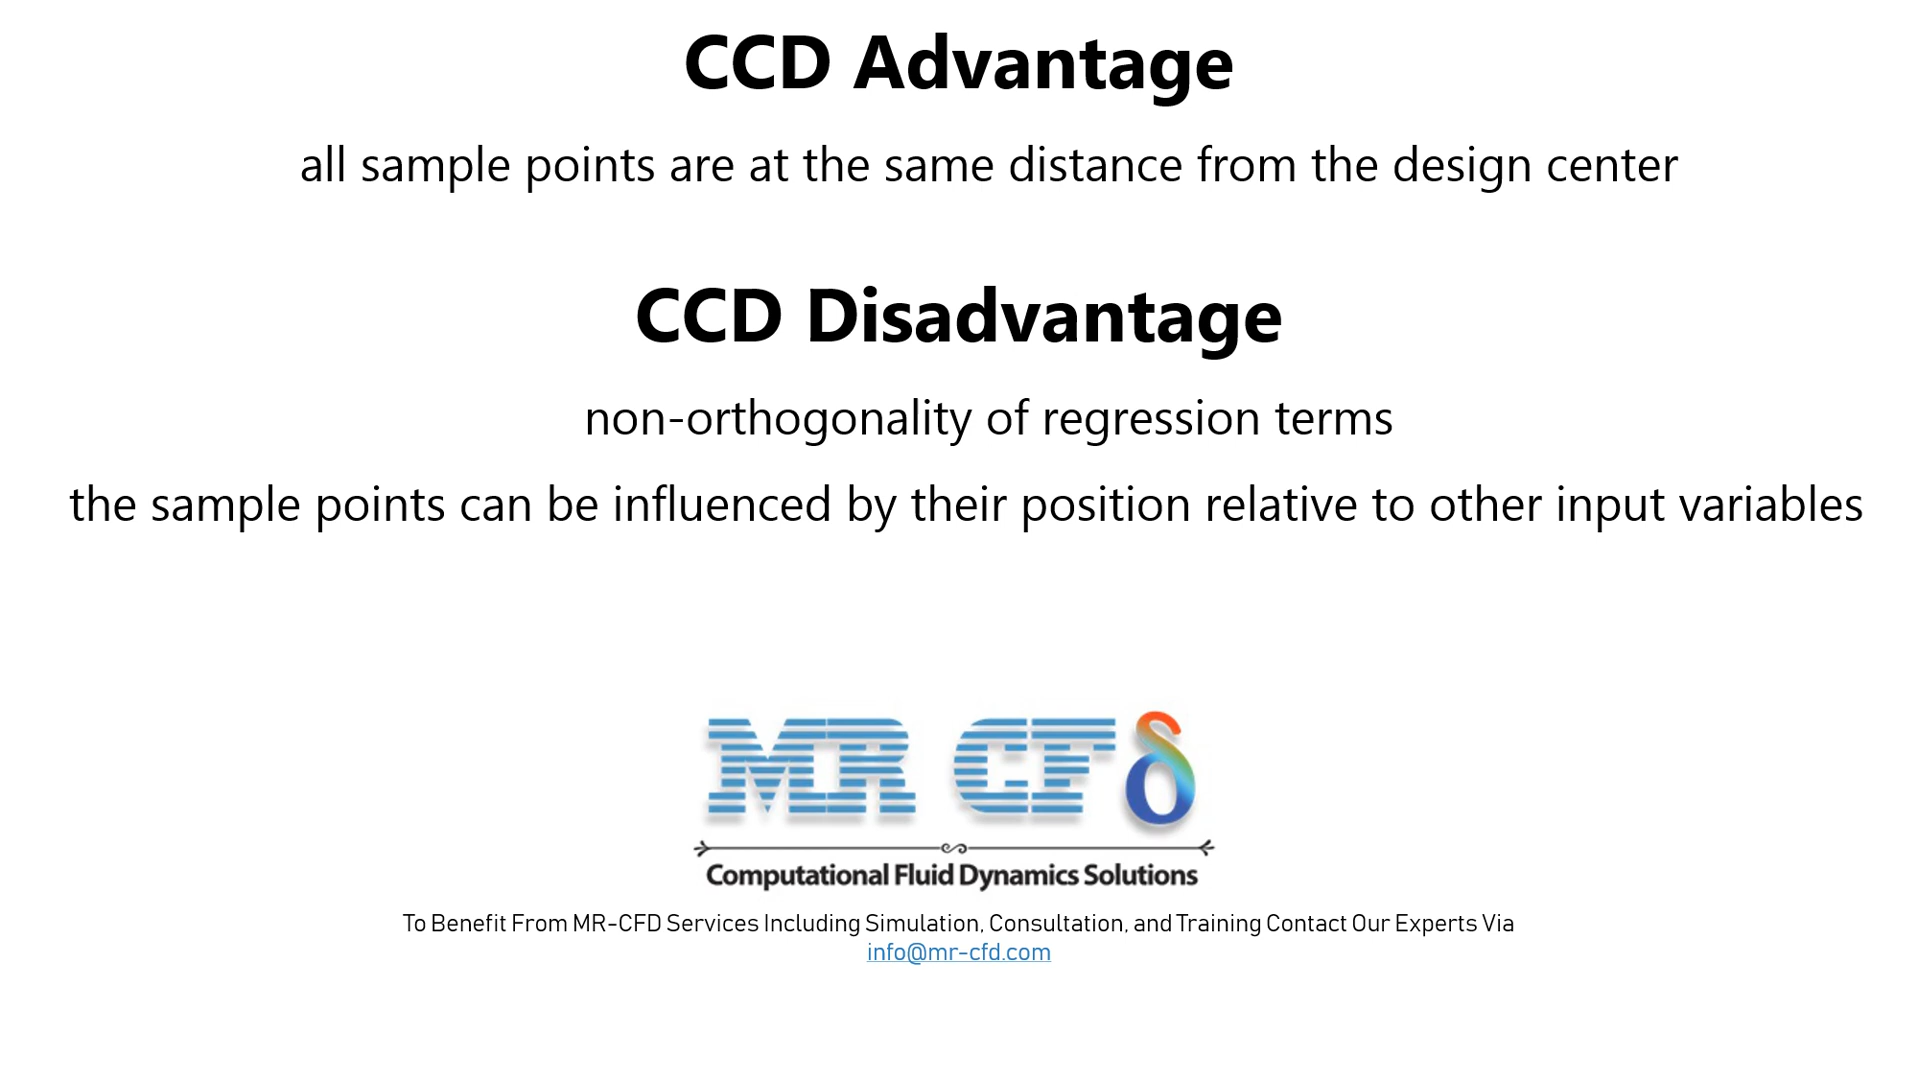 CCD Advantage
all sample points are at the same distance from the design center
CCD Disadvantage
non-orthogonality of regression terms
the sample points can be influenced by their position relative to other input variables
MR CFδ
Computational Fluid Dynamics Solutions
To Benefit From MR-CFD Services Including Simulation, Consultation, and Training Contact Our Experts Via
info@mr-cfd.com